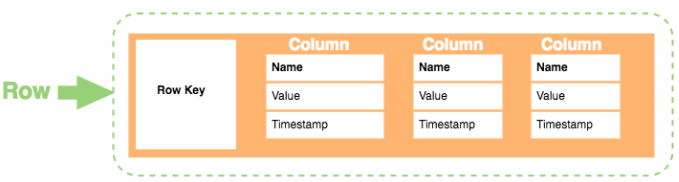 Column Column Column
Name Name Name
Row
Row Key
Value Value Value
Timestamp Timestamp Timestamp